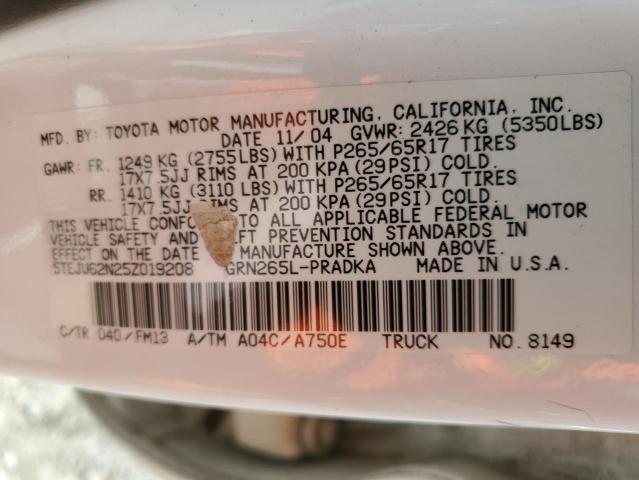 MFD. BY: TOYOTA MOTOR MANUFACTURING, CALIFORNIA, INC.
DATE 11/04 GVWR: 2426 KG (5350LBS)
GAWR: FR. 1249 KG (2755LBS) WITH P265/65R17 TIRES
17X7.5JJ RIMS AT 200 KPA (29PSI) COLD.
RR. 1410 KG (3110 LBS) WITH P265/65R17 TIRES
17X7.5JJ RIMS AT 200 KPA (29PSI) COLD.
THIS VEHICLE CONFO TO ALL APPLICABLE FEDERAL MOTOR
VEHICLE SAFETY AND FT PREVENTION STANDARDS IN
EFFECT ON THE DATE MANUFACTURE SHOWN ABOVE.
5TEJU62N25Z019208 GRN265L-PRADKA MADE IN U.S.A.
C/TR 040/FM13 A/TM A04C/A750E TRUCK NO. 8149